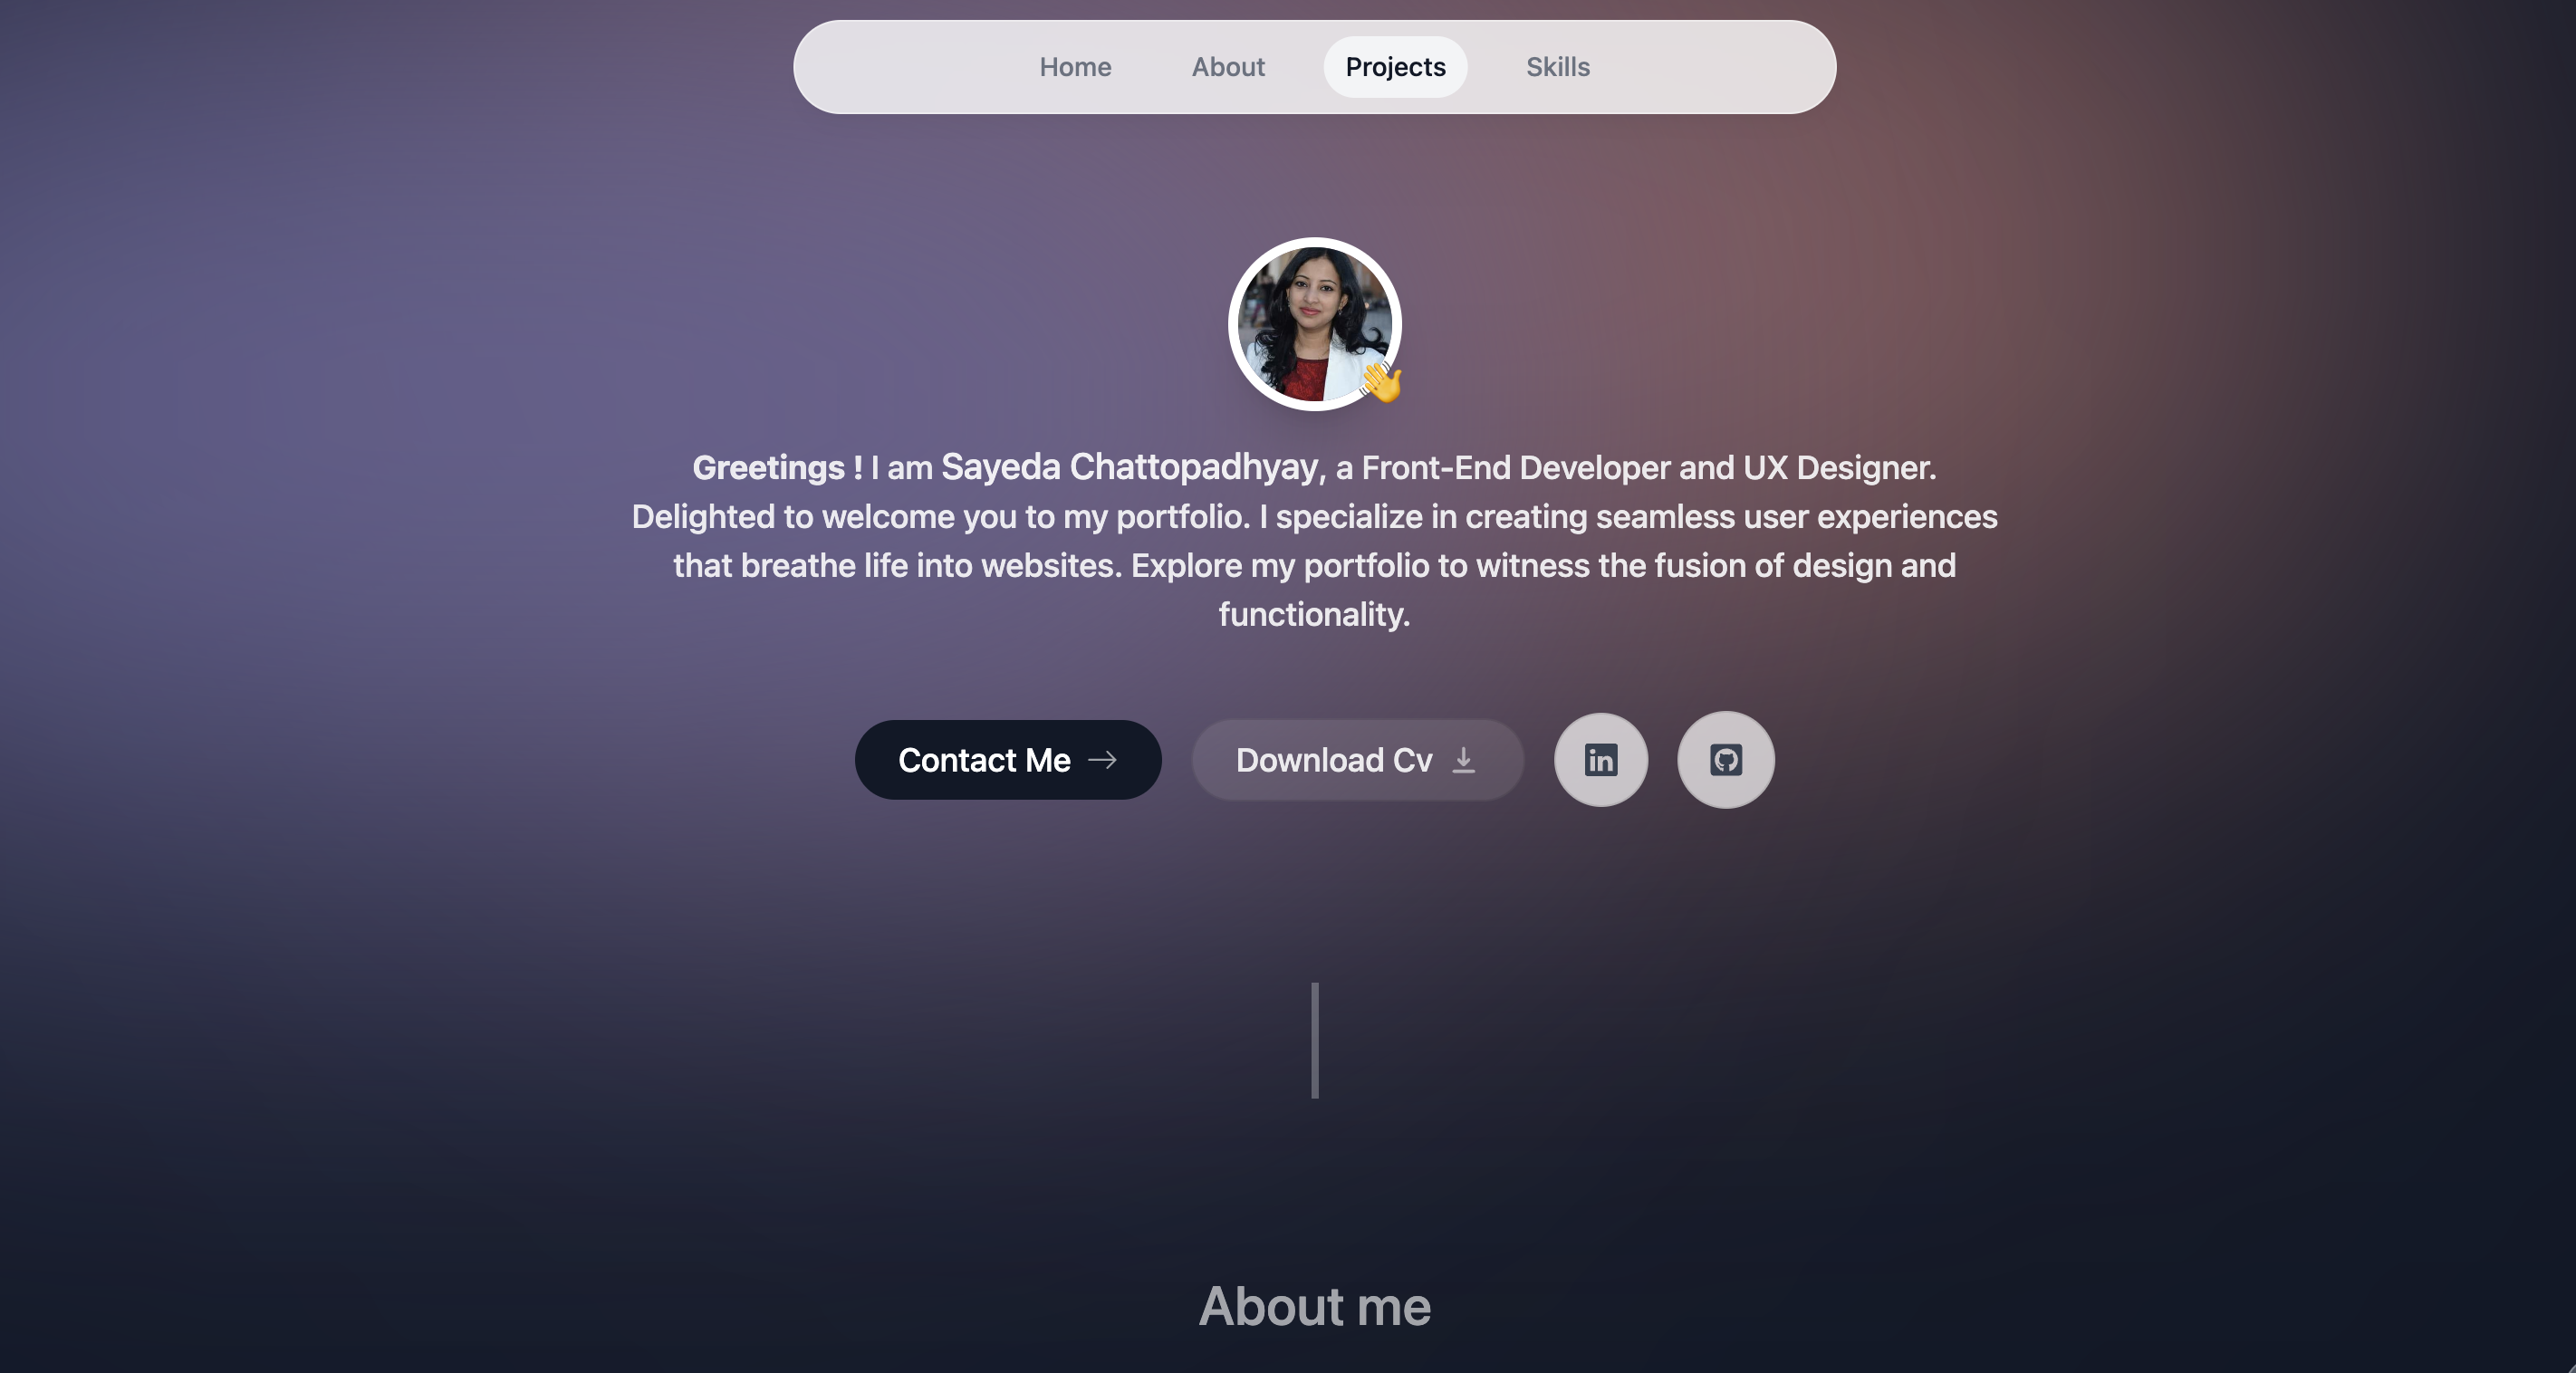 Home About Projects Skills
Greetings ! I am Sayeda Chattopadhyay, a Front-End Developer and UX Designer.
Delighted to welcome you to my portfolio. I specialize in creating seamless user experiences
that breathe life into websites. Explore my portfolio to witness the fusion of design and
functionality.
Contact Me → Download Cv in
About me